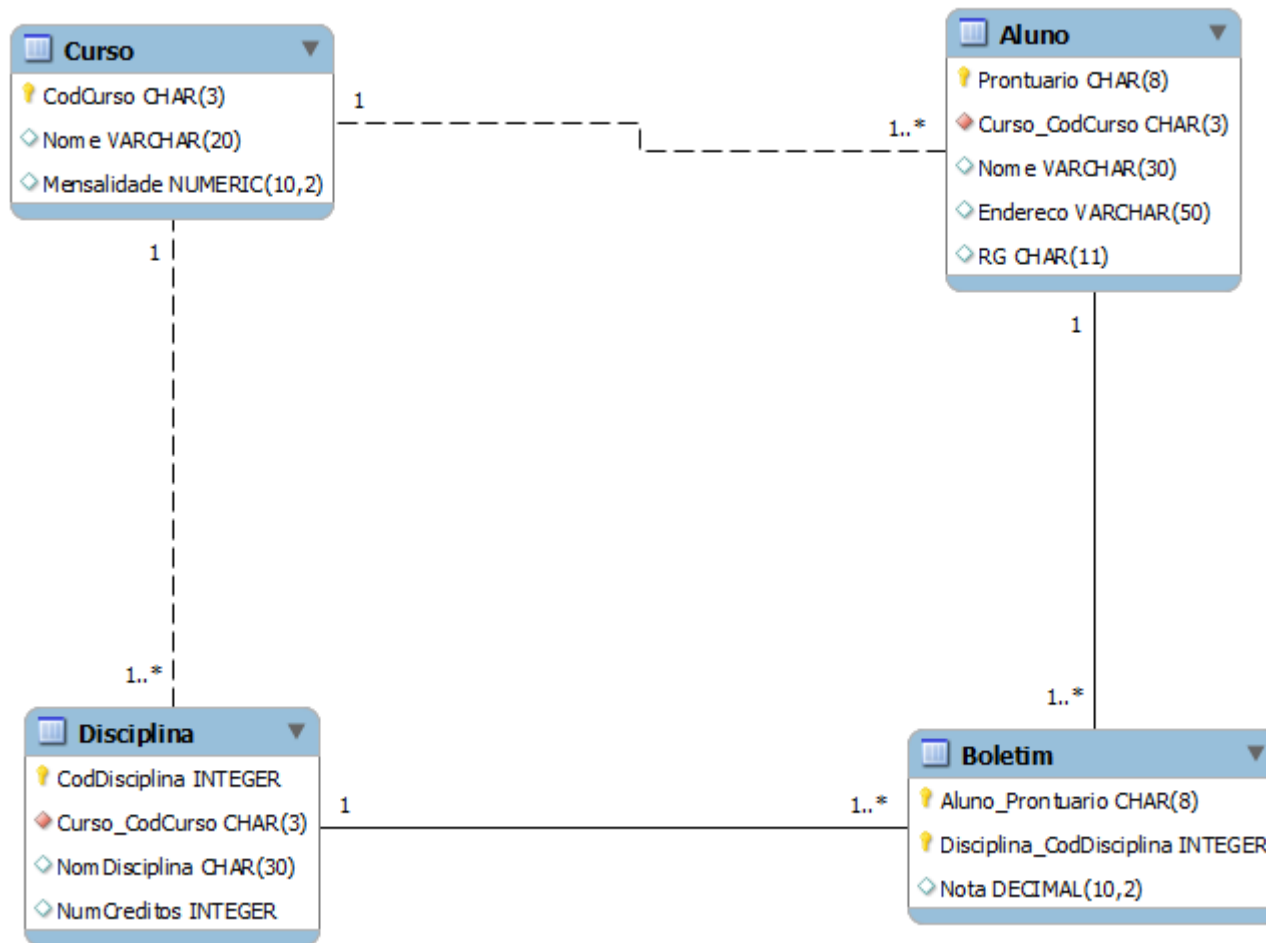 Curso
CodCurso CHAR(3)
Nome VARCHAR(20)
Mensalidade NUMERIC(10,2)
1
1..*
Aluno
Prontuario CHAR(8)
Curso_CodCurso CHAR(3)
Nome VARCHAR(30)
Endereco VARCHAR(50)
RG CHAR(11)
1
1..*
1
1..*
Disciplina
CodDisciplina INTEGER
Curso_CodCurso CHAR(3)
NomDisciplina CHAR(30)
NumCreditos INTEGER
1
1..*
Boletim
Aluno_Prontuario CHAR(8)
Disciplina_CodDisciplina INTEGER
Nota DECIMAL(10,2)